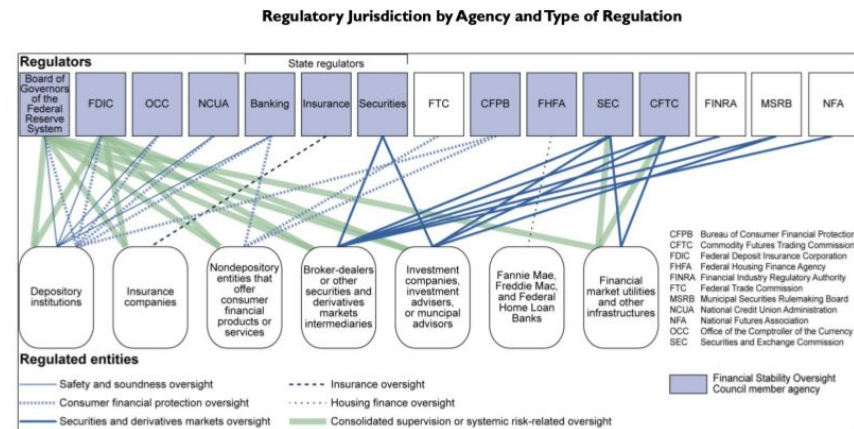 Regulatory Jurisdiction by Agency and Type of Regulation
Regulators
State regulators
Board of
Governors
of the
Federal
Reserve
System
FDIC
OCC
NCUA
Banking
Insurance
Securities
FTC
CFPB
FHFA
SEC
CFTC
FINRA
MSRB
NFA
Depository
institutions
Insurance
companies
Nondepository
entities that
offer
consumer
financial
products or
services
Broker-dealers
or other
securities and
derivatives
markets
intermediaries
Investment
companies,
investment
advisers,
or muncipal
advisors
Fannie Mae,
Freddie Mac,
and Federal
Home Loan
Banks
Financial
market utilities
and other
infrastructures
CFPB Bureau of Consumer Financial Protection
CFTC Commodity Futures Trading Commission
FDIC Federal Deposit Insurance Corporation
FHFA Federal Housing Finance Agency
FINRA Financial Industry Regulatory Authority
FTC Federal Trade Commission
MSRB Municipal Securities Rulemaking Board
NCUA National Credit Union Administration
NFA National Futures Association
OCC Office of the Comptroller of the Currency
SEC Securities and Exchange Commission
Regulated entities
Safety and soundness oversight
Consumer financial protection oversight
Securities and derivatives markets oversight
Insurance oversight
Housing finance oversight
Consolidated supervision or systemic risk-related oversight
Financial Stability Oversight
Council member agency